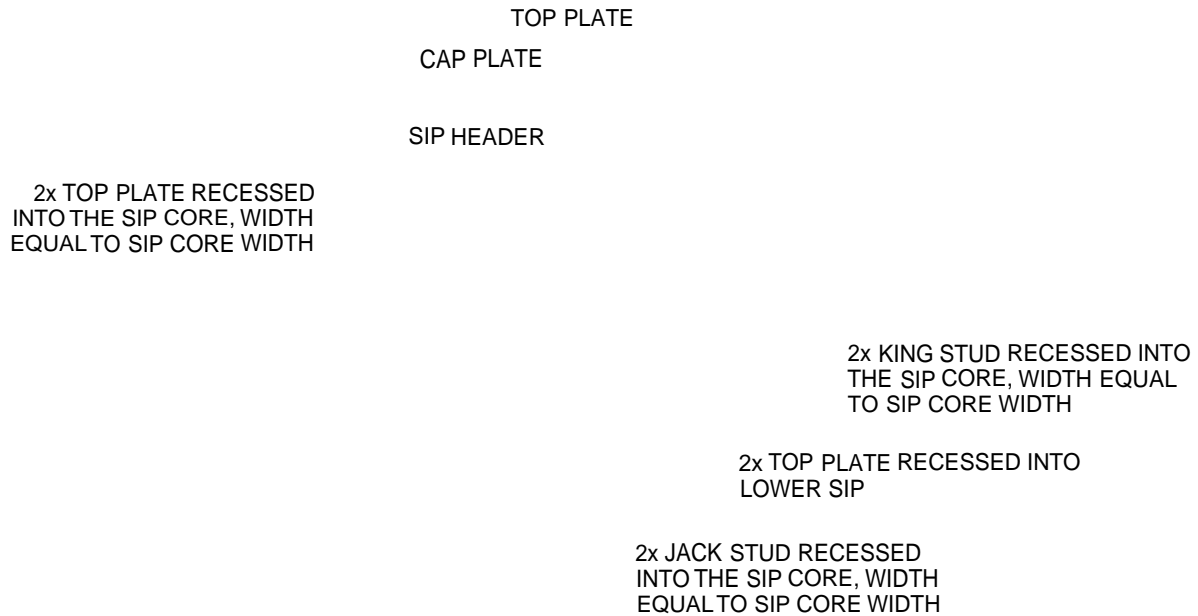 TOP PLATE
CAP PLATE
SIP HEADER
2x TOP PLATE RECESSED
INTO THE SIP CORE, WIDTH
EQUAL TO SIP CORE WIDTH
2x KING STUD RECESSED INTO
THE SIP CORE, WIDTH EQUAL
TO SIP CORE WIDTH
2x TOP PLATE RECESSED INTO
LOWER SIP
2x JACK STUD RECESSED
INTO THE SIP CORE, WIDTH
EQUAL TO SIP CORE WIDTH